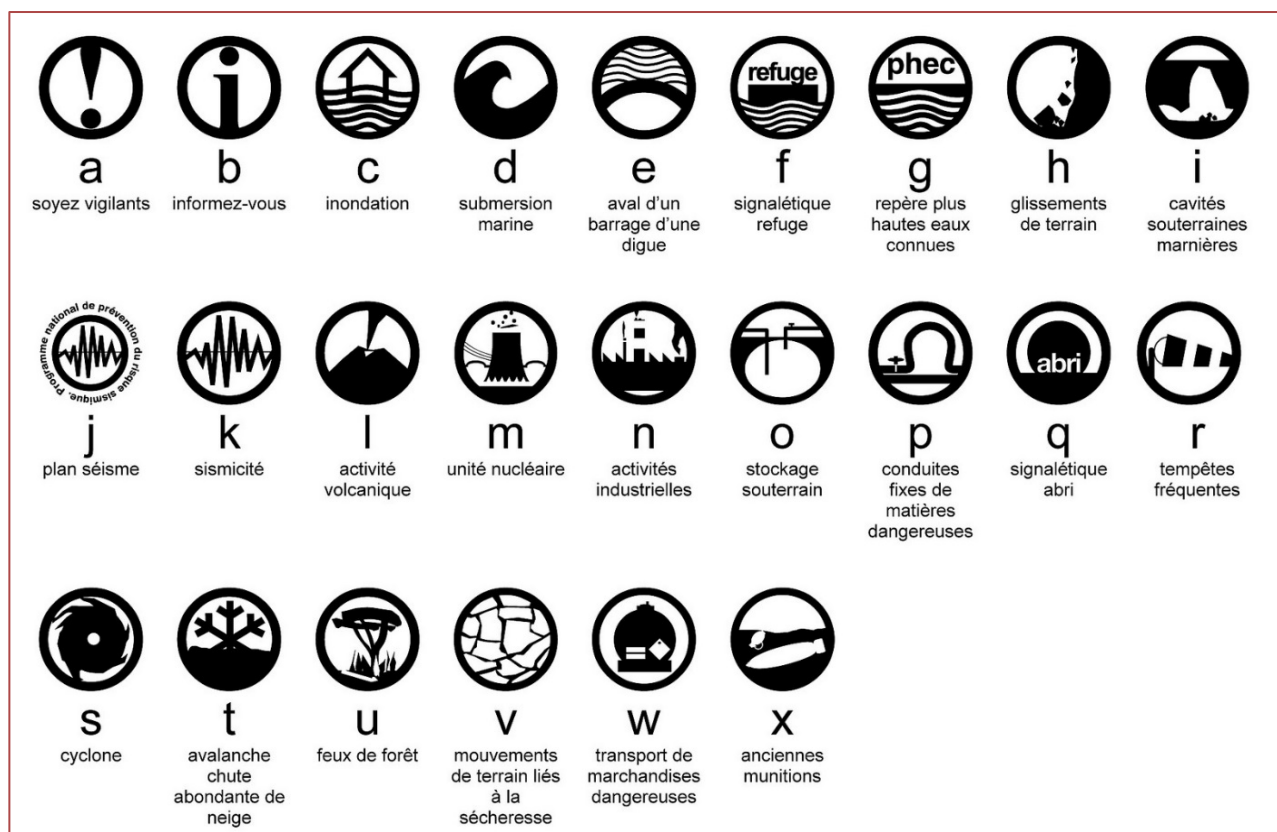 refuge
phec
abri
a b c d e f g h i
soyez vigilants
informez-vous
inondation
submersion
marine
aval d’un
barrage d’une
digue
signalétique
refuge
repère plus
hautes eaux
connues
glissements
de terrain
cavités
souterraines
marnières
Programme national de prévention du risque sismique.
j k l m n o p q r
plan séisme
sismicité
activité
volcanique
unité nucléaire
activités
industrielles
stockage
souterrain
conduites
fixes de
matières
dangereuses
signalétique
abri
tempêtes
fréquentes
s t u v w x
cyclone
avalanche
chute
abondante de
neige
feux de forêt
mouvements
de terrain liés
à la
sécheresse
transport de
marchandises
dangereuses
anciennes
munitions